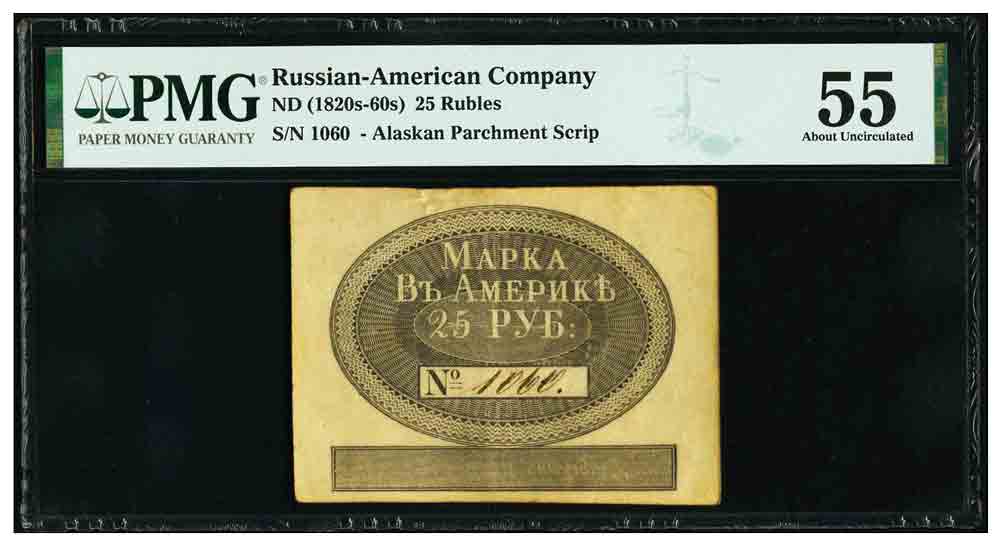 PMG®
PAPER MONEY GUARANTY
Russian-American Company
ND (1820s-60s) 25 Rubles
S/N 1060 - Alaskan Parchment Scrip
55
About Uncirculated
МАРКА
ВЪ АМЕРИКѢ
25 РУБ:
№ 1060.